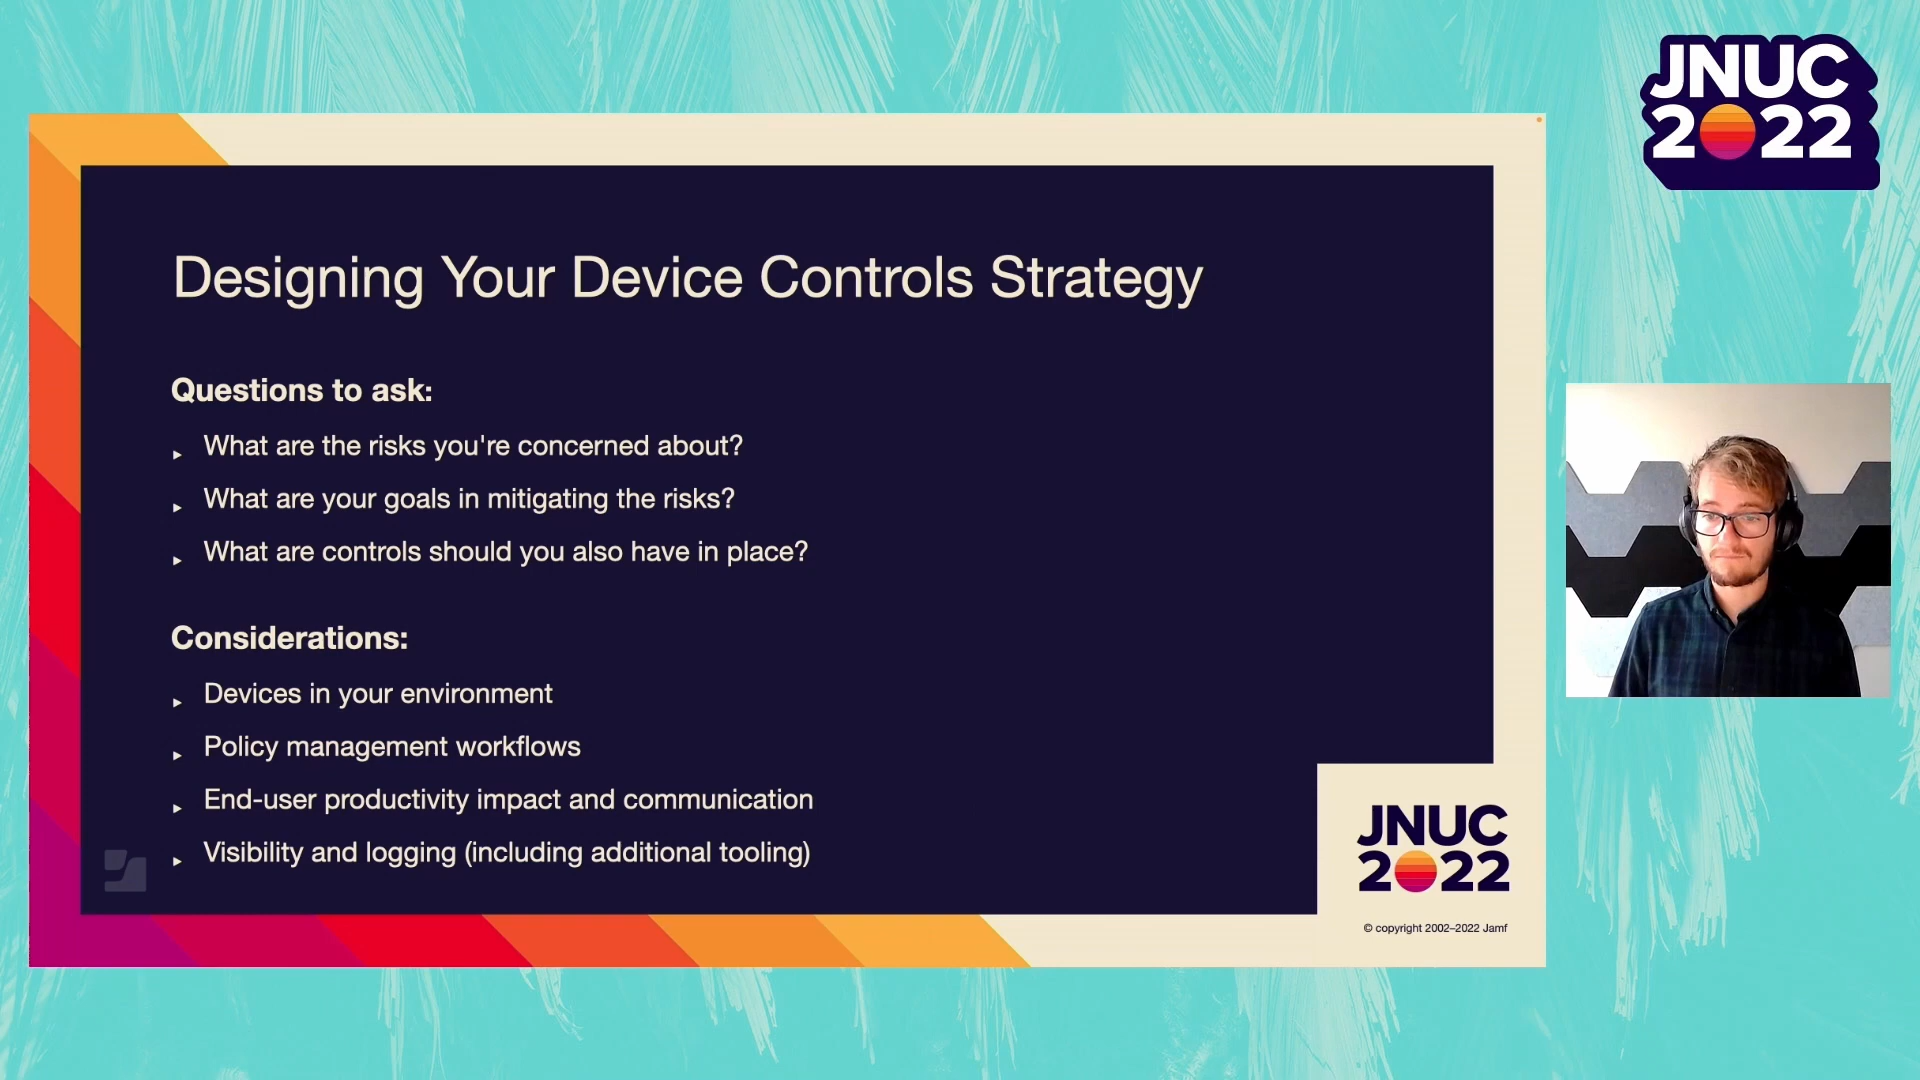 JNUC
2022
Designing Your Device Controls Strategy
Questions to ask:
What are the risks you're concerned about?
What are your goals in mitigating the risks?
What are controls should you also have in place?
Considerations:
Devices in your environment
Policy management workflows
End-user productivity impact and communication
Visibility and logging (including additional tooling)
JNUC
2022
© copyright 2002–2022 Jamf